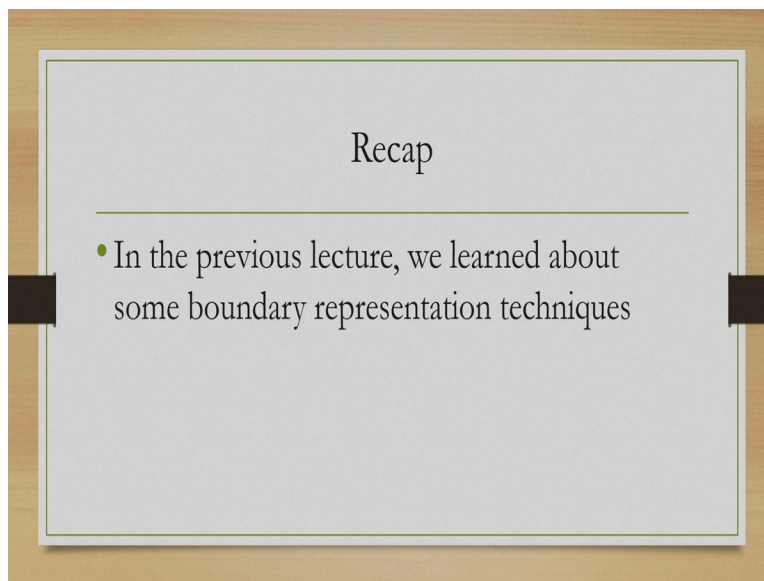 Recap
• In the previous lecture, we learned about
some boundary representation techniques